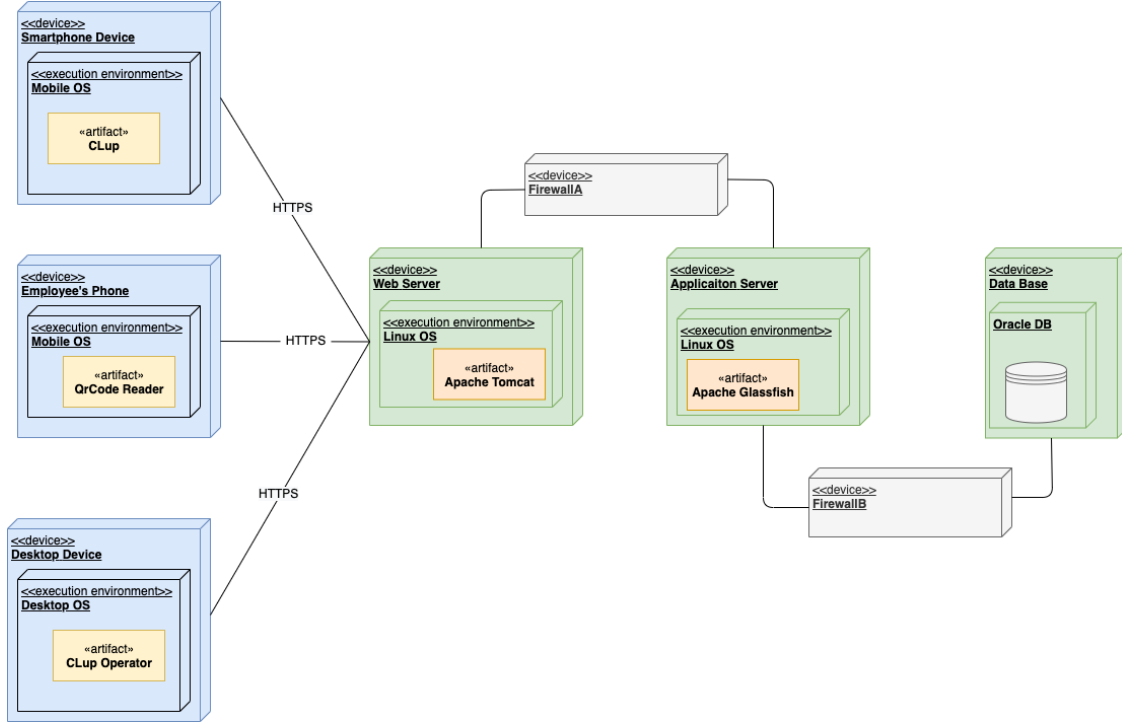 <<device>>
Smartphone Device
<<execution environment>>
Mobile OS
«artifact»
CLup
HTTPS
<<device>>
Employee's Phone
<<execution environment>>
Mobile OS
«artifact»
QrCode Reader
HTTPS
<<device>>
Desktop Device
<<execution environment>>
Desktop OS
«artifact»
CLup Operator
HTTPS
<<device>>
Web Server
<<execution environment>>
Linux OS
«artifact»
Apache Tomcat
<<device>>
FirewallA
<<device>>
Applicaiton Server
<<execution environment>>
Linux OS
«artifact»
Apache Glassfish
<<device>>
FirewallB
<<device>>
Data Base
Oracle DB